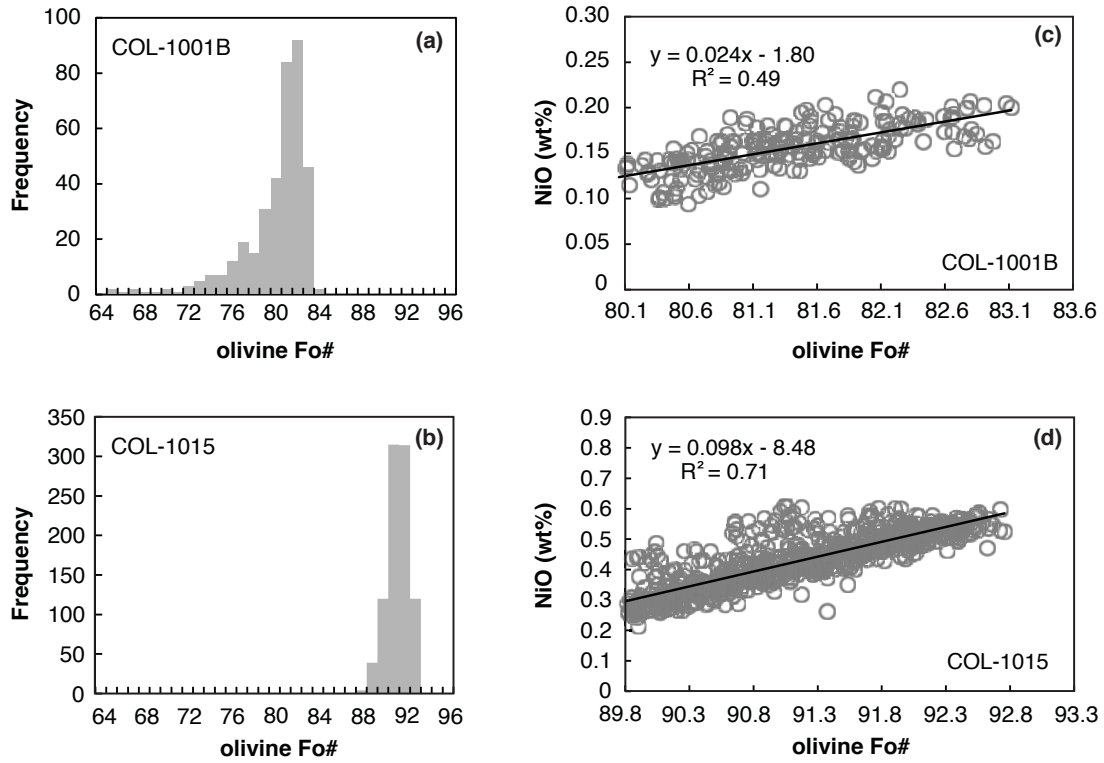 (a)
COL-1001B
Frequency
100
80
60
40
20
0
64 68 72 76 80 84 88 92 96
olivine Fo#
(c)
y = 0.024x - 1.80
R² = 0.49
NiO (wt%)
0.30
0.25
0.20
0.15
0.10
0.05
0
COL-1001B
80.1 80.6 81.1 81.6 82.1 82.6 83.1 83.6
olivine Fo#
(b)
COL-1015
Frequency
350
300
250
200
150
100
50
0
64 68 72 76 80 84 88 92 96
olivine Fo#
(d)
y = 0.098x - 8.48
R² = 0.71
NiO (wt%)
0.9
0.8
0.7
0.6
0.5
0.4
0.3
0.2
0.1
0
COL-1015
89.8 90.3 90.8 91.3 91.8 92.3 92.8 93.3
olivine Fo#